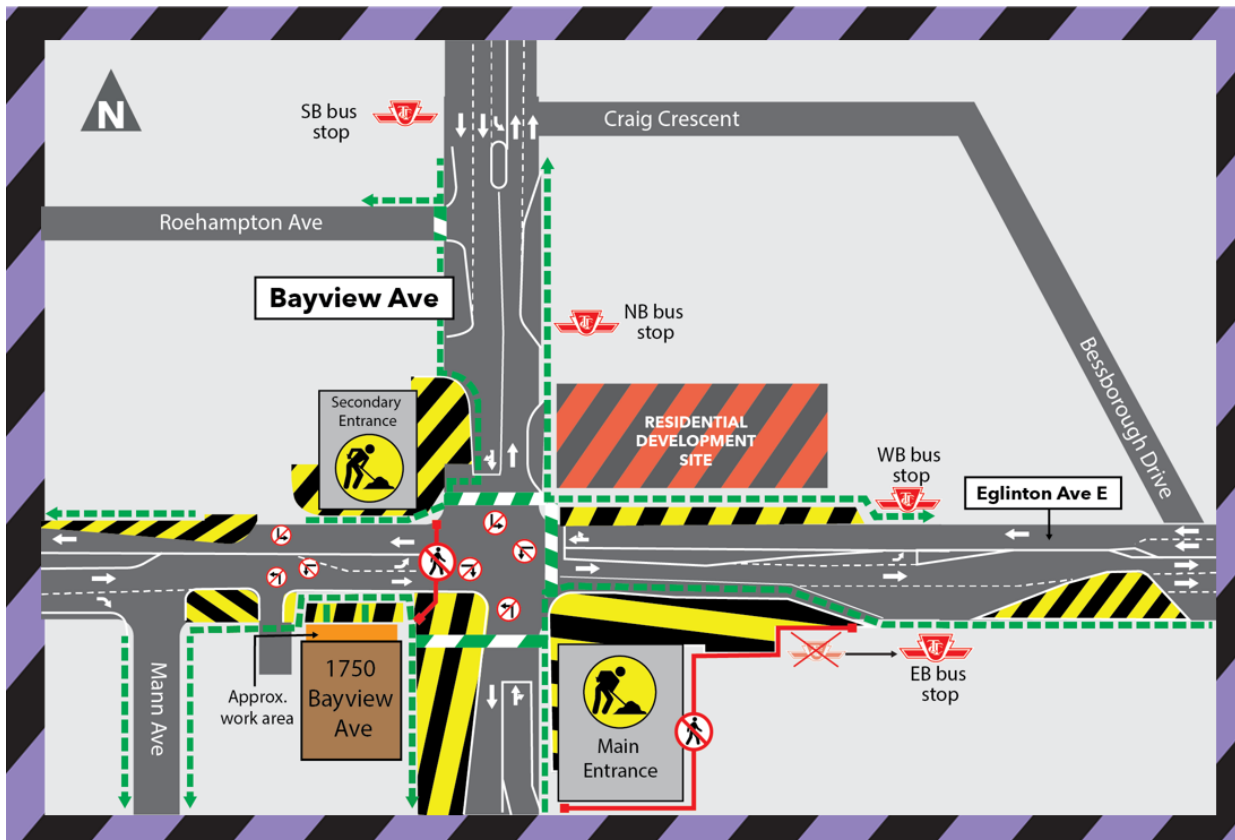 N
SB bus
stop
Craig Crescent
Roehampton Ave
Bayview Ave
NB bus
stop
Bessborough Drive
Secondary
Entrance
RESIDENTIAL
DEVELOPMENT
SITE
WB bus
stop
Eglinton Ave E
Mann Ave
Approx.
work area
1750
Bayview
Ave
Main
Entrance
EB bus
stop